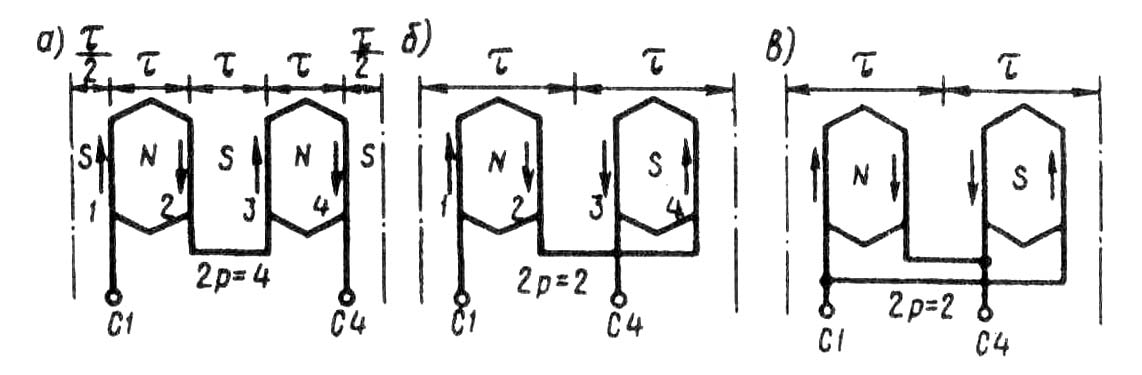 а) τ/2 τ τ τ τ/2
S N S N S
1 2 3 4
2p=4
C1 C4
б) τ τ
N S
1 2 3 4
2p=2
C1 C4
в) τ τ
N S
2p=2
C1 C4